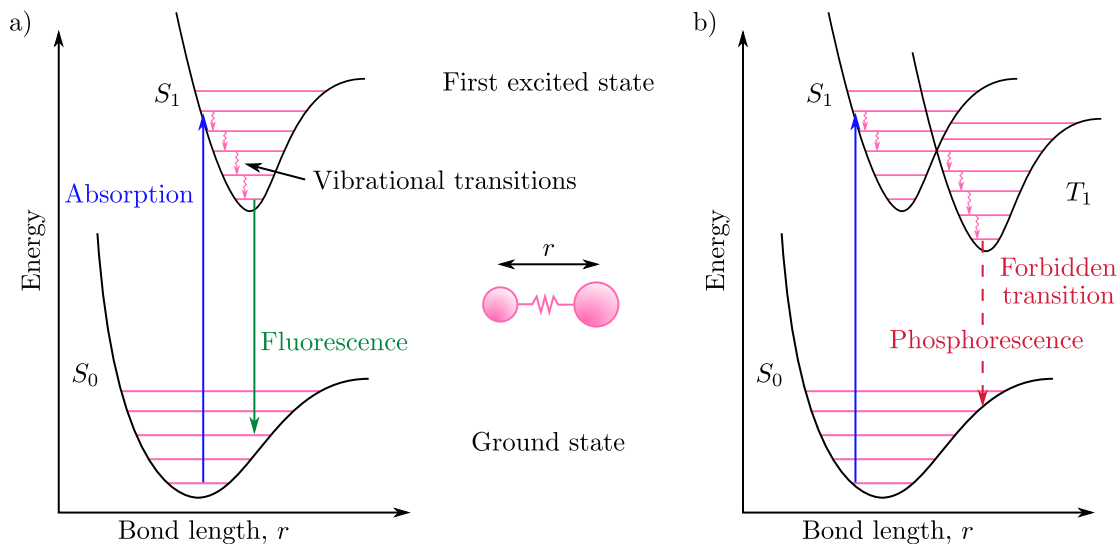 a)
S₁
First excited state
Absorption
Vibrational transitions
Energy
r
Fluorescence
S₀
Ground state
Bond length, r
b)
S₁
T₁
Energy
Forbidden
transition
Phosphorescence
S₀
Bond length, r